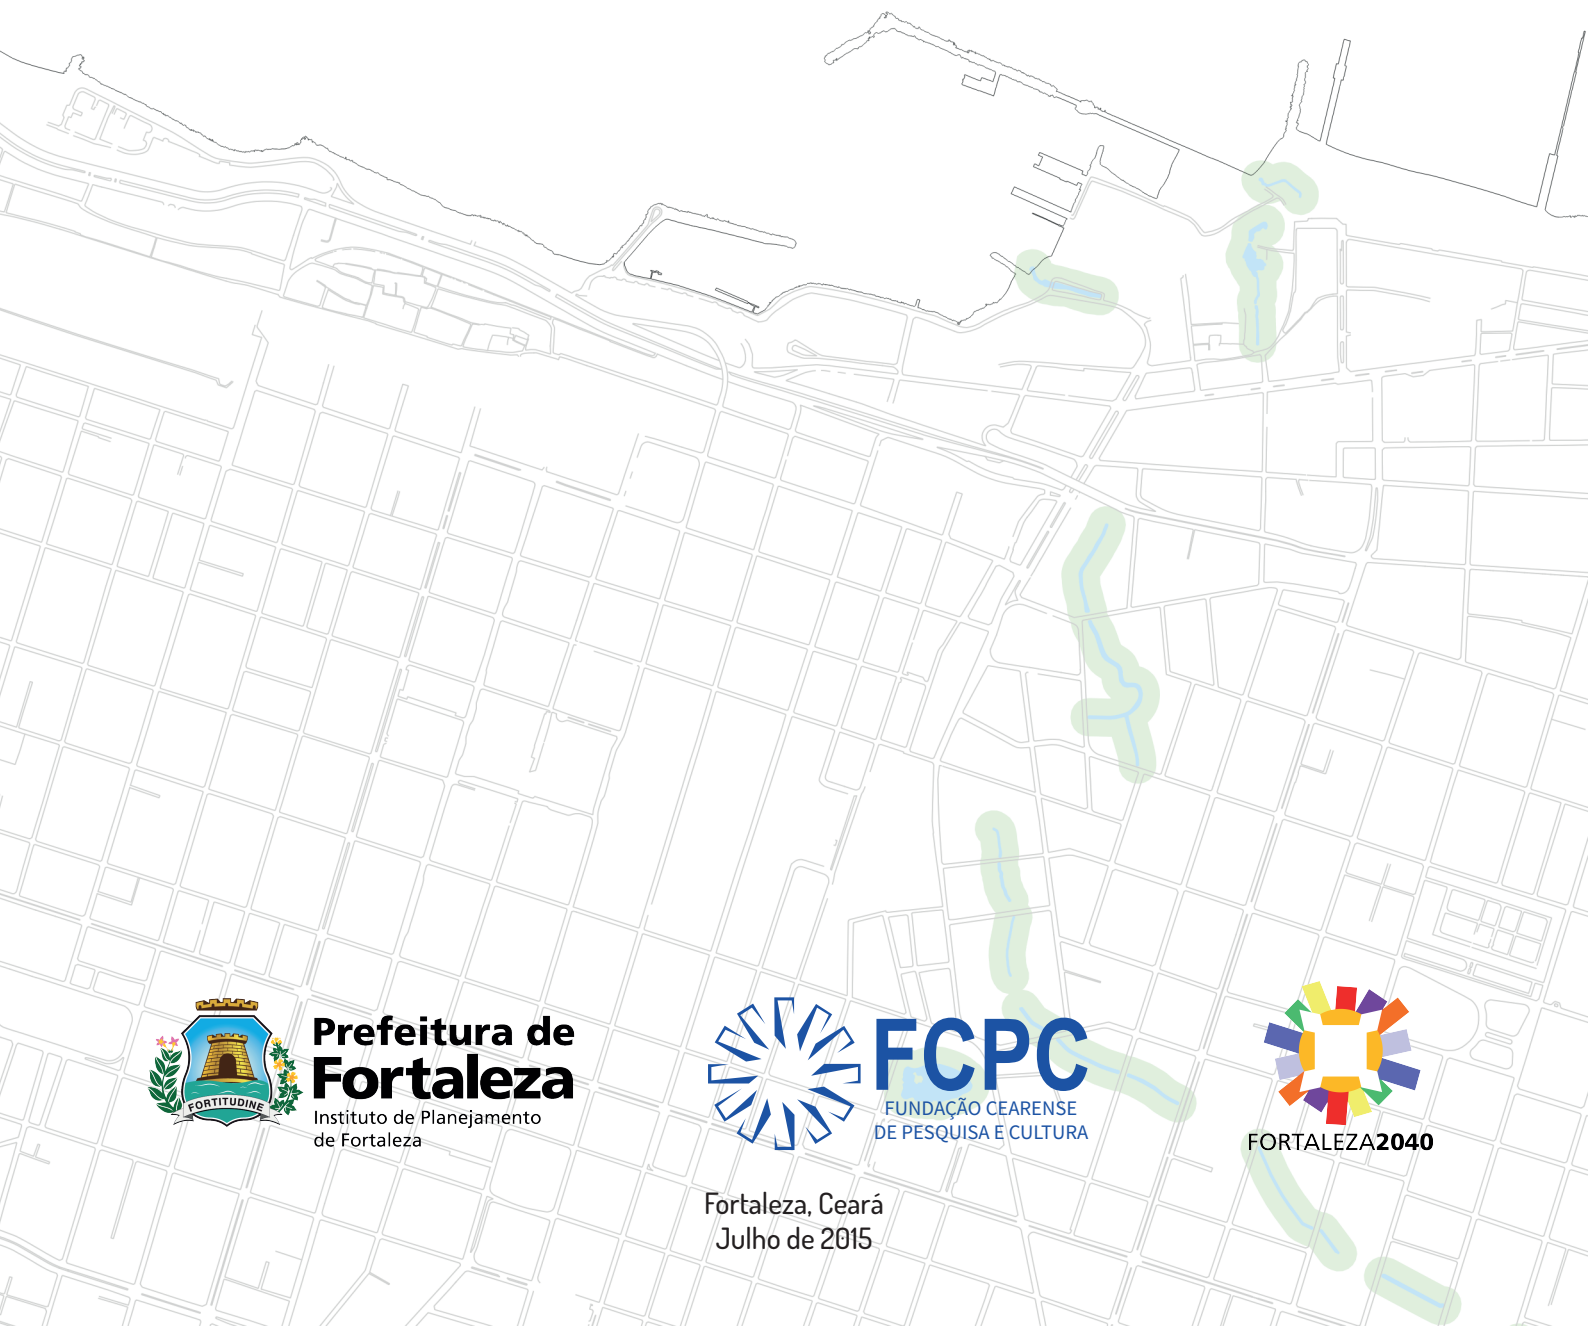 Prefeitura de
Fortaleza
Instituto de Planejamento
de Fortaleza
FORTITUDINE
FCPC
FUNDAÇÃO CEARENSE
DE PESQUISA E CULTURA
FORTALEZA2040
Fortaleza, Ceará
Julho de 2015